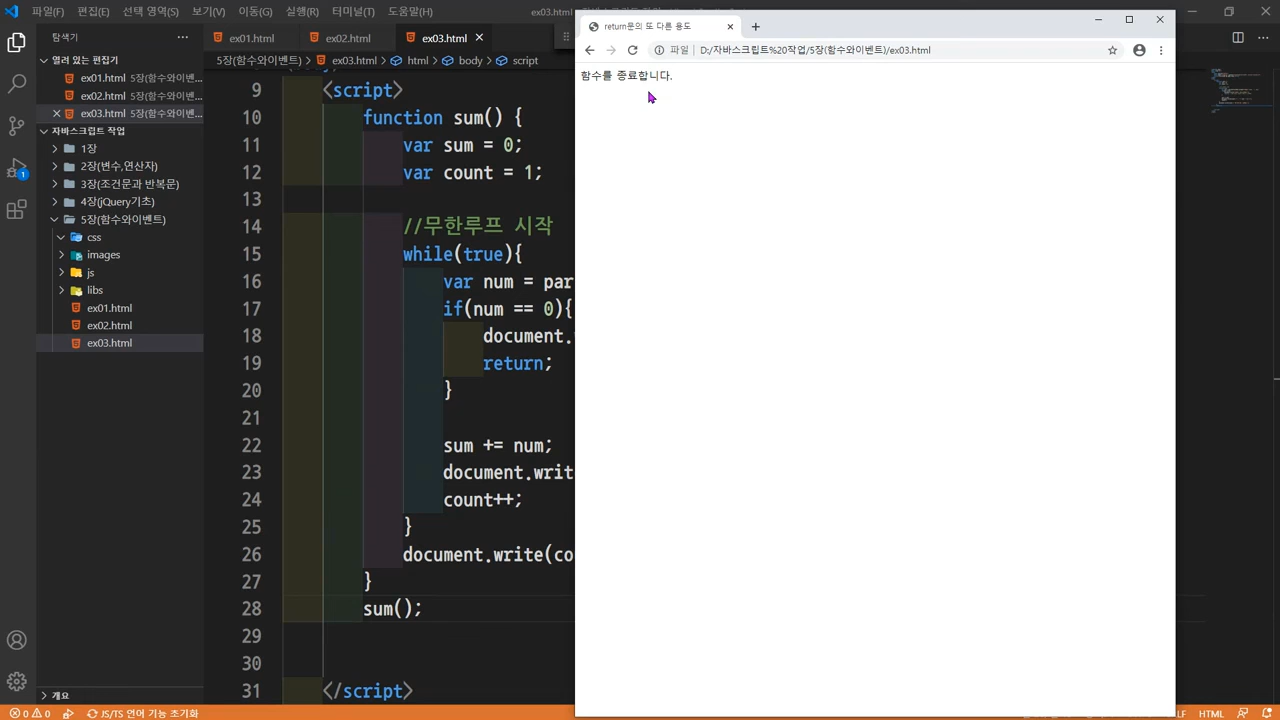 파일(F) 편집(E) 선택 영역(S) 보기(V) 이동(G) 실행(R) 터미널(T) 도움말(H) ex03.html
탐색기
열려 있는 편집기
ex01.html 5장(함수와이벤...
ex02.html 5장(함수와이벤...
ex03.html 5장(함수와이벤...
자바스크립트 작업
1장
2장(변수,연산자)
3장(조건문과 반복문)
4장(jQuery기초)
5장(함수와이벤트)
css
images
js
libs
ex01.html
ex02.html
ex03.html
개요
ex01.html ex02.html ex03.html
5장(함수와이벤트) > ex03.html > html > body > script
9 <script>
10 function sum() {
11 var sum = 0;
12 var count = 1;
13
14 //무한루프 시작
15 while(true){
16 var num = par
17 if(num == 0){
18 document.
19 return;
20 }
21
22 sum += num;
23 document.writ
24 count++;
25 }
26 document.write(co
27 }
28 sum();
29
30
31 </script>
return문의 또 다른 용도
파일 D:/자바스크립트%20작업/5장(함수와이벤트)/ex03.html
함수를 종료합니다.
0 0 JS/TS 언어 기능 초기화
LF HTML
1